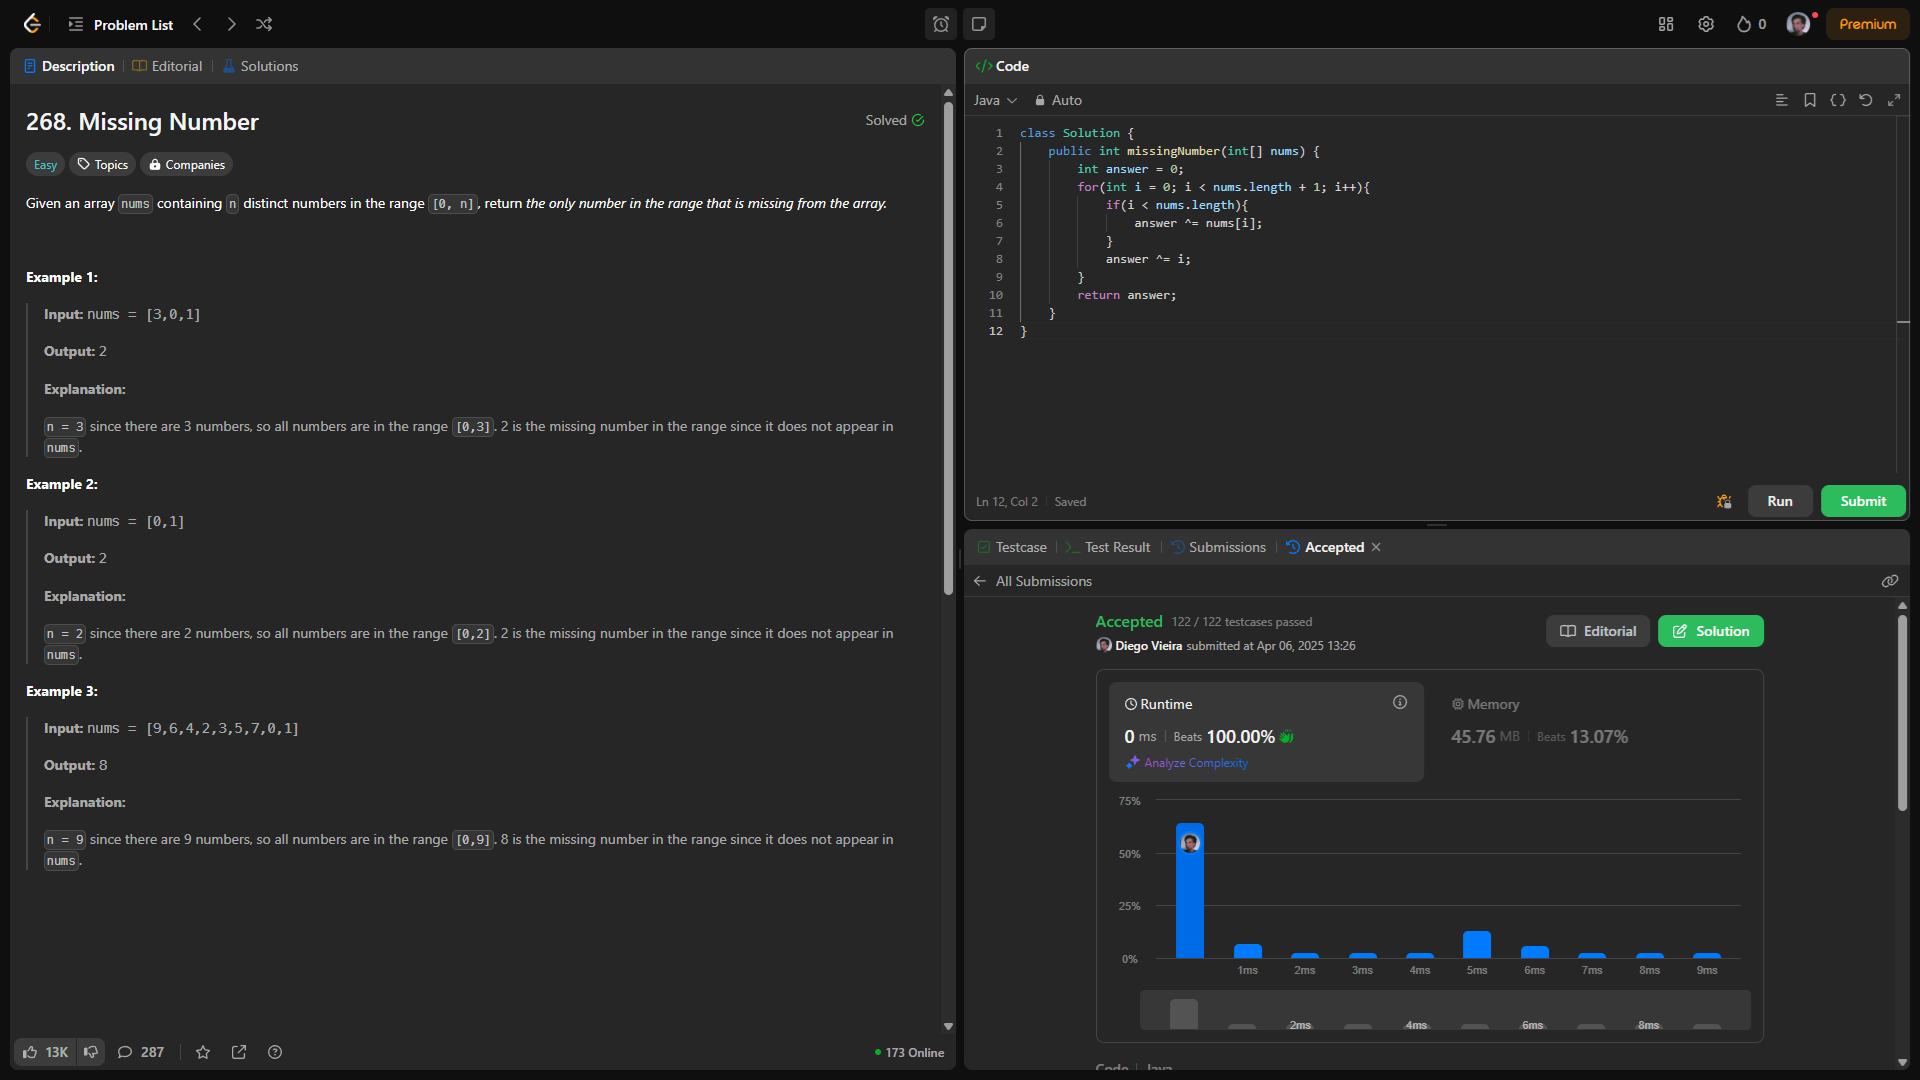 Problem List
0
Premium
Description
Editorial
Solutions
268. Missing Number
Solved
Easy
Topics
Companies
Given an array nums containing n distinct numbers in the range [0, n], return the only number in the range that is missing from the array.
Example 1:
Input: nums = [3,0,1]
Output: 2
Explanation:
n = 3 since there are 3 numbers, so all numbers are in the range [0,3]. 2 is the missing number in the range since it does not appear in
nums.
Example 2:
Input: nums = [0,1]
Output: 2
Explanation:
n = 2 since there are 2 numbers, so all numbers are in the range [0,2]. 2 is the missing number in the range since it does not appear in
nums.
Example 3:
Input: nums = [9,6,4,2,3,5,7,0,1]
Output: 8
Explanation:
n = 9 since there are 9 numbers, so all numbers are in the range [0,9]. 8 is the missing number in the range since it does not appear in
nums.
13K
287
173 Online
</> Code
Java
Auto
1 class Solution {
2 public int missingNumber(int[] nums) {
3 int answer = 0;
4 for(int i = 0; i < nums.length + 1; i++){
5 if(i < nums.length){
6 answer ^= nums[i];
7 }
8 answer ^= i;
9 }
10 return answer;
11 }
12 }
Ln 12, Col 2
Saved
Run
Submit
Testcase
Test Result
Submissions
Accepted
All Submissions
Accepted 122 / 122 testcases passed
Diego Vieira submitted at Apr 06, 2025 13:26
Editorial
Solution
Runtime
0 ms Beats 100.00%
Analyze Complexity
Memory
45.76 MB Beats 13.07%
75%
50%
25%
0%
1ms 2ms 3ms 4ms 5ms 6ms 7ms 8ms 9ms
2ms 4ms 6ms 8ms
Code Java